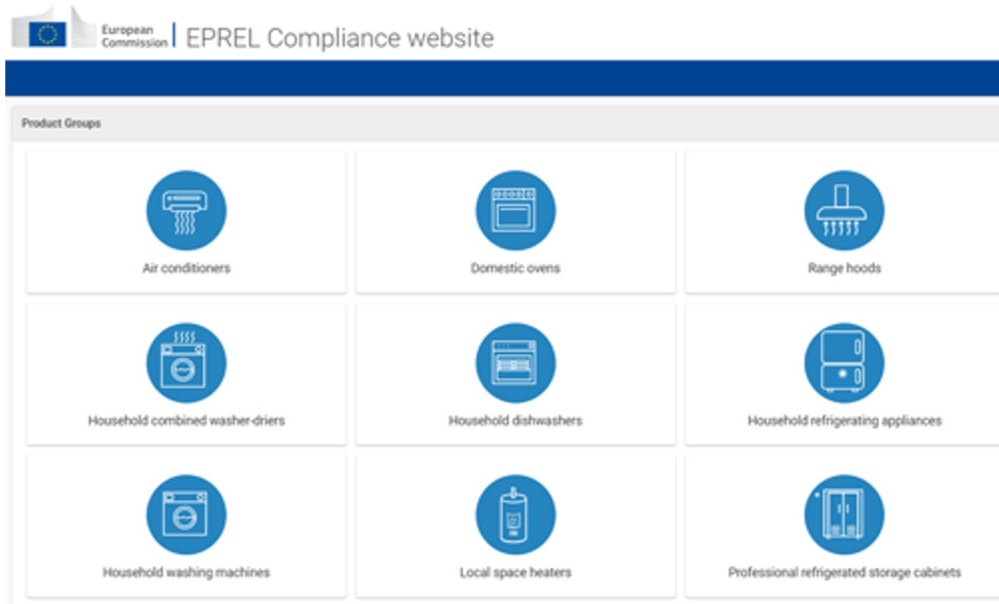 European
Commission
EPREL Compliance website
Product Groups
Air conditioners
Domestic ovens
Range hoods
Household combined washer-driers
Household dishwashers
Household refrigerating appliances
Household washing machines
Local space heaters
Professional refrigerated storage cabinets